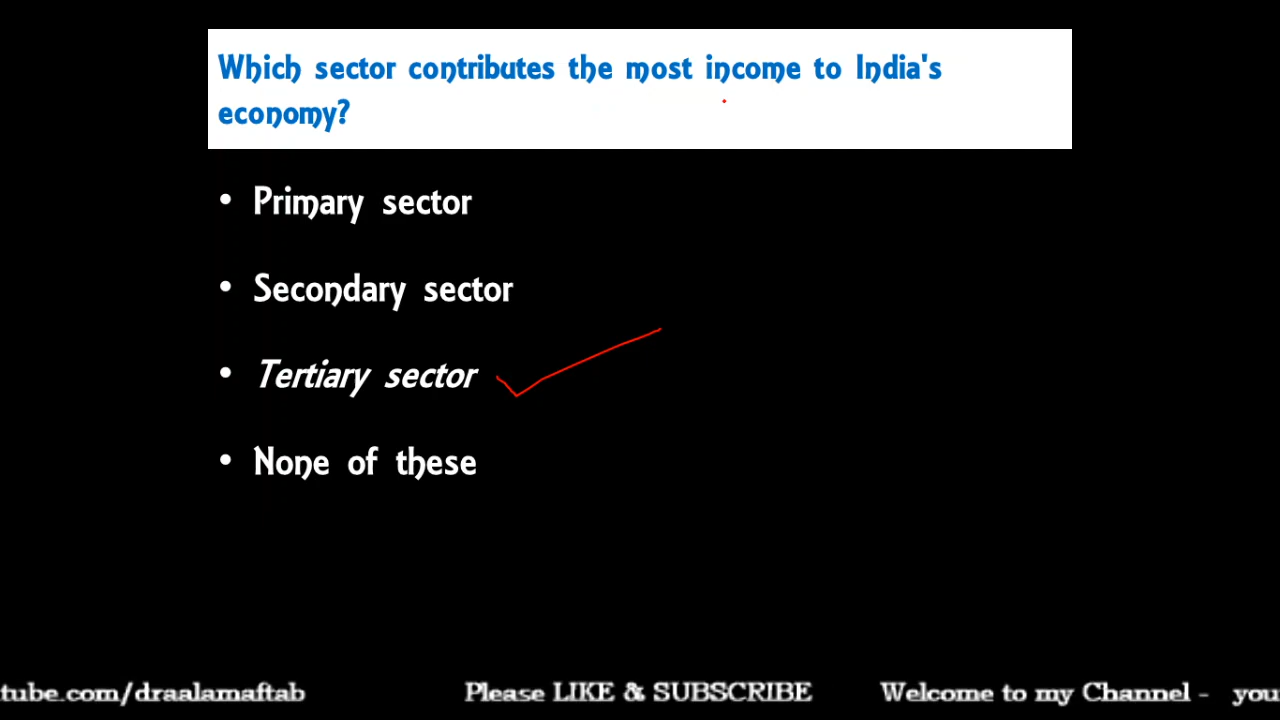 Which sector contributes the most income to India's
economy?
• Primary sector
• Secondary sector
• Tertiary sector
• None of these
tube.com/draalamaftab Please LIKE & SUBSCRIBE Welcome to my Channel - you